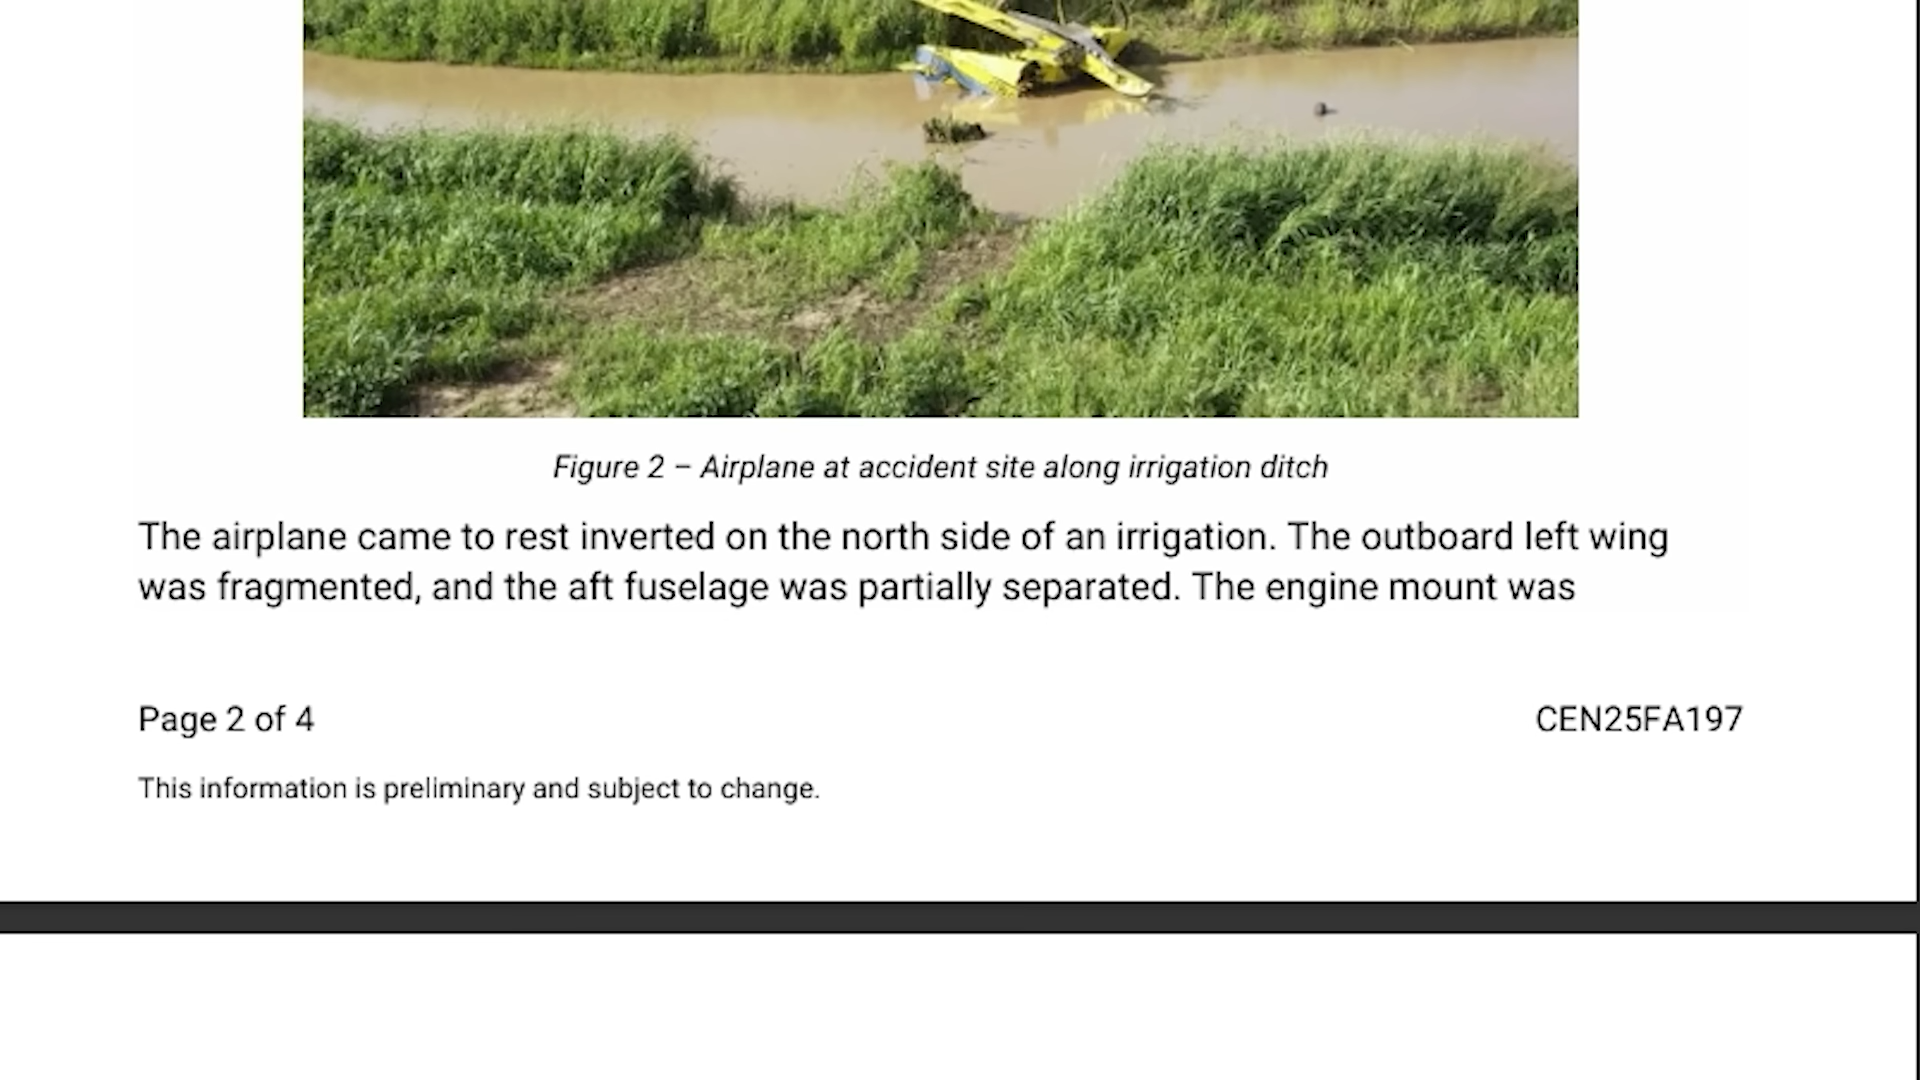 Figure 2 – Airplane at accident site along irrigation ditch
The airplane came to rest inverted on the north side of an irrigation. The outboard left wing
was fragmented, and the aft fuselage was partially separated. The engine mount was
Page 2 of 4
CEN25FA197
This information is preliminary and subject to change.